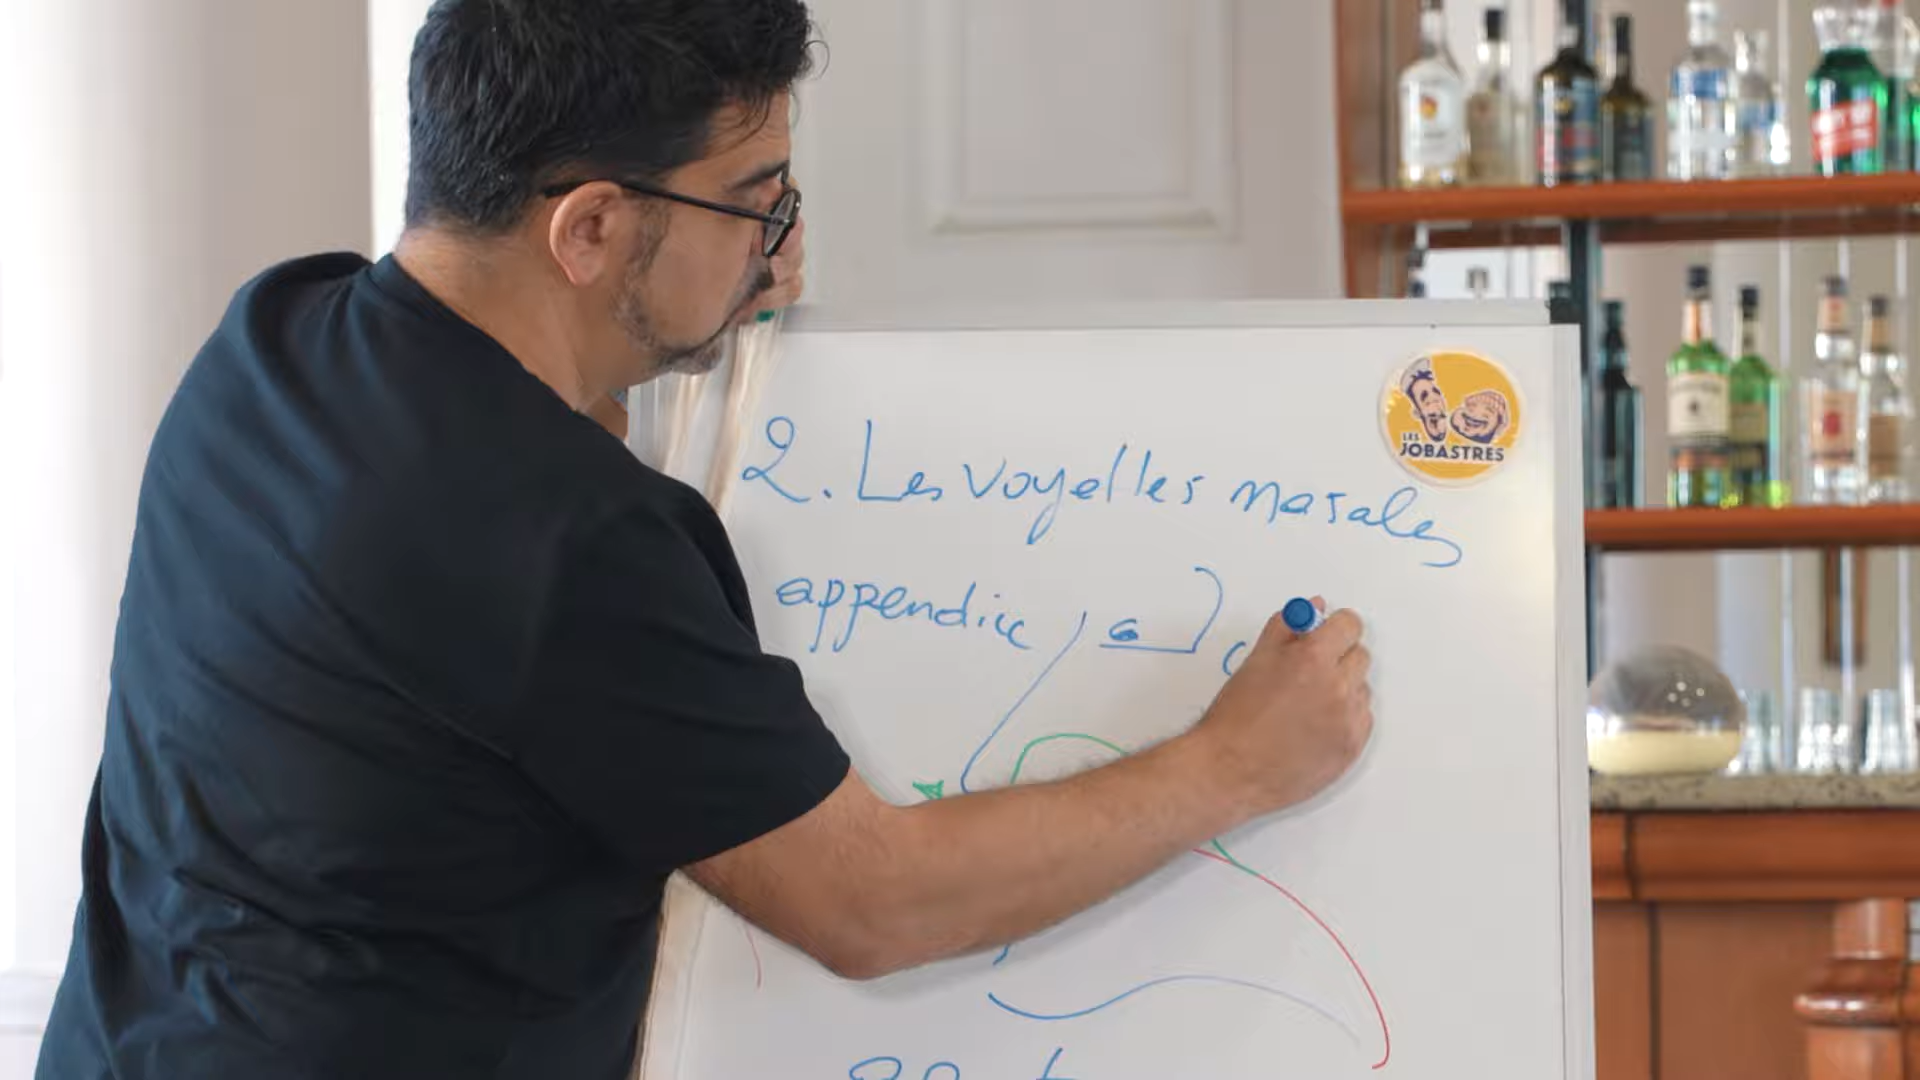 2. Les voyelles nasales
appendice
LES
JOBASTRES